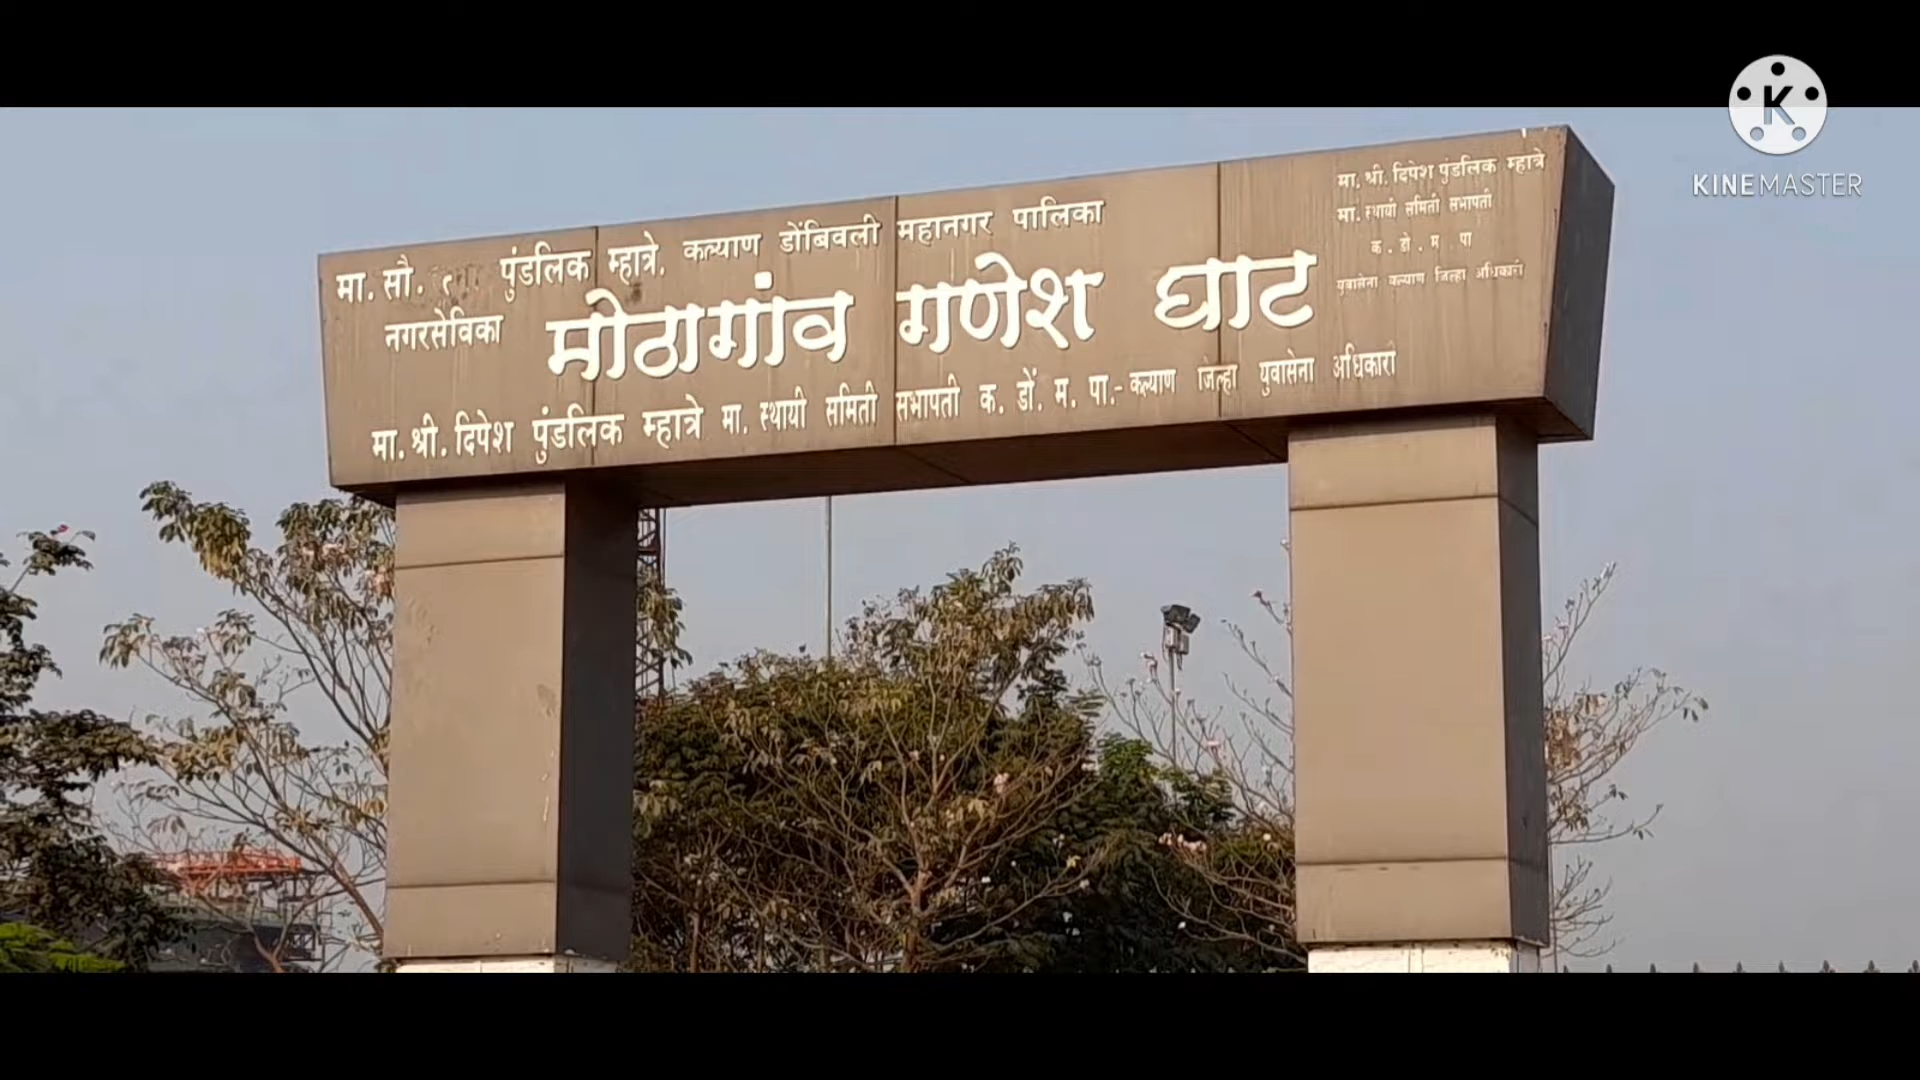 मा. सौ. पुंडलिक म्हात्रे. कल्याण डोंबिवली महानगर पालिका
नगरसेविका
मोठागांव गणेश घाट
मा. श्री. दिपेश पुंडलिक म्हात्रे मा. स्थायी समिती सभापती क. डों. म. पा.- कल्याण जिल्हा युवासेना अधिकारी
मा. श्री. दिपेश पुंडलिक म्हात्रे
मा. स्थायी समिती सभापती
क. डो. म पा
युवासेना कल्याण जिल्हा अधिकारी
K
KINEMASTER